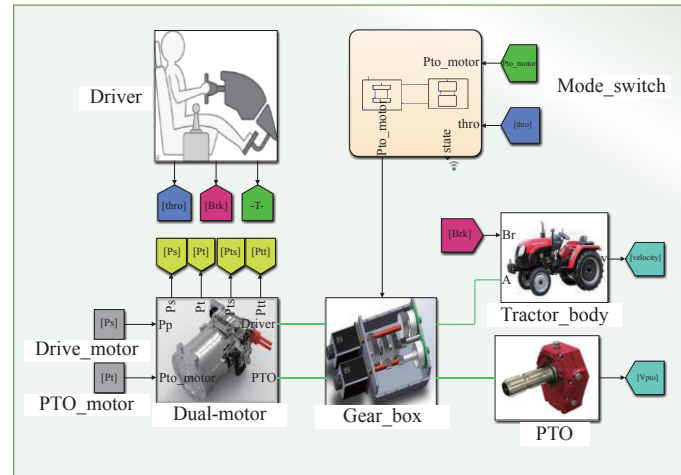 Driver
[thro]
[Brk]
-T-
Pto_motor
Pto_motor
thro
[thro]
Pto_motor
state
Mode_switch
[Ps]
[Pt]
[Pts]
[Ptt]
Ps
Pt
Pts
Ptt
[Ps]
Pp
Driver
Drive_motor
[Pt]
Pto_motor
PTO
PTO_motor
Dual-motor
Gear_box
[Brk]
Br
A
v
[velocity]
Tractor_body
[Vpto]
PTO